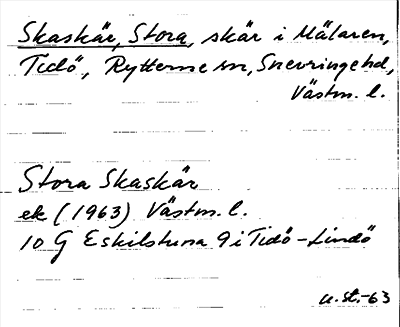 Skaskär, Stora, skär i Mälaren,
Tidö, Rytterne sn, Snevringe hd,
Västm. l.
Stora Skaskär
ek (1963) Västm. l.
10 G Eskilstuna 9 i Tidö-Lindö
u.st.-63